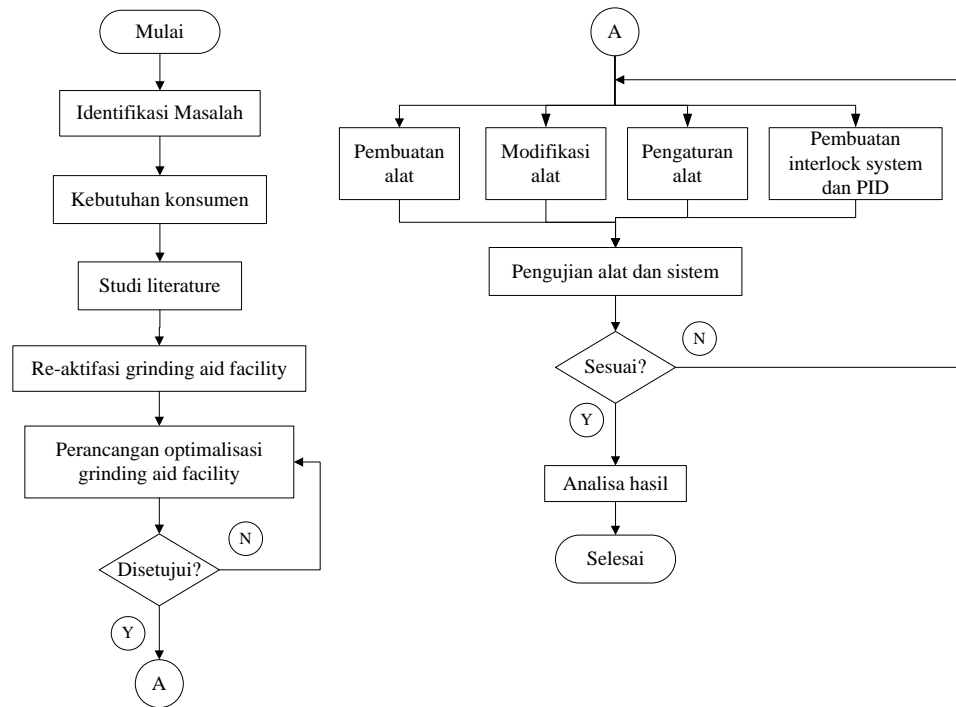 Mulai
Identifikasi Masalah
Kebutuhan konsumen
Studi literature
Re-aktifasi grinding aid facility
Perancangan optimalisasi
grinding aid facility
N
Disetujui?
Y
A
A
Pembuatan
alat
Modifikasi
alat
Pengaturan
alat
Pembuatan
interlock system
dan PID
Pengujian alat dan sistem
N
Sesuai?
Y
Analisa hasil
Selesai